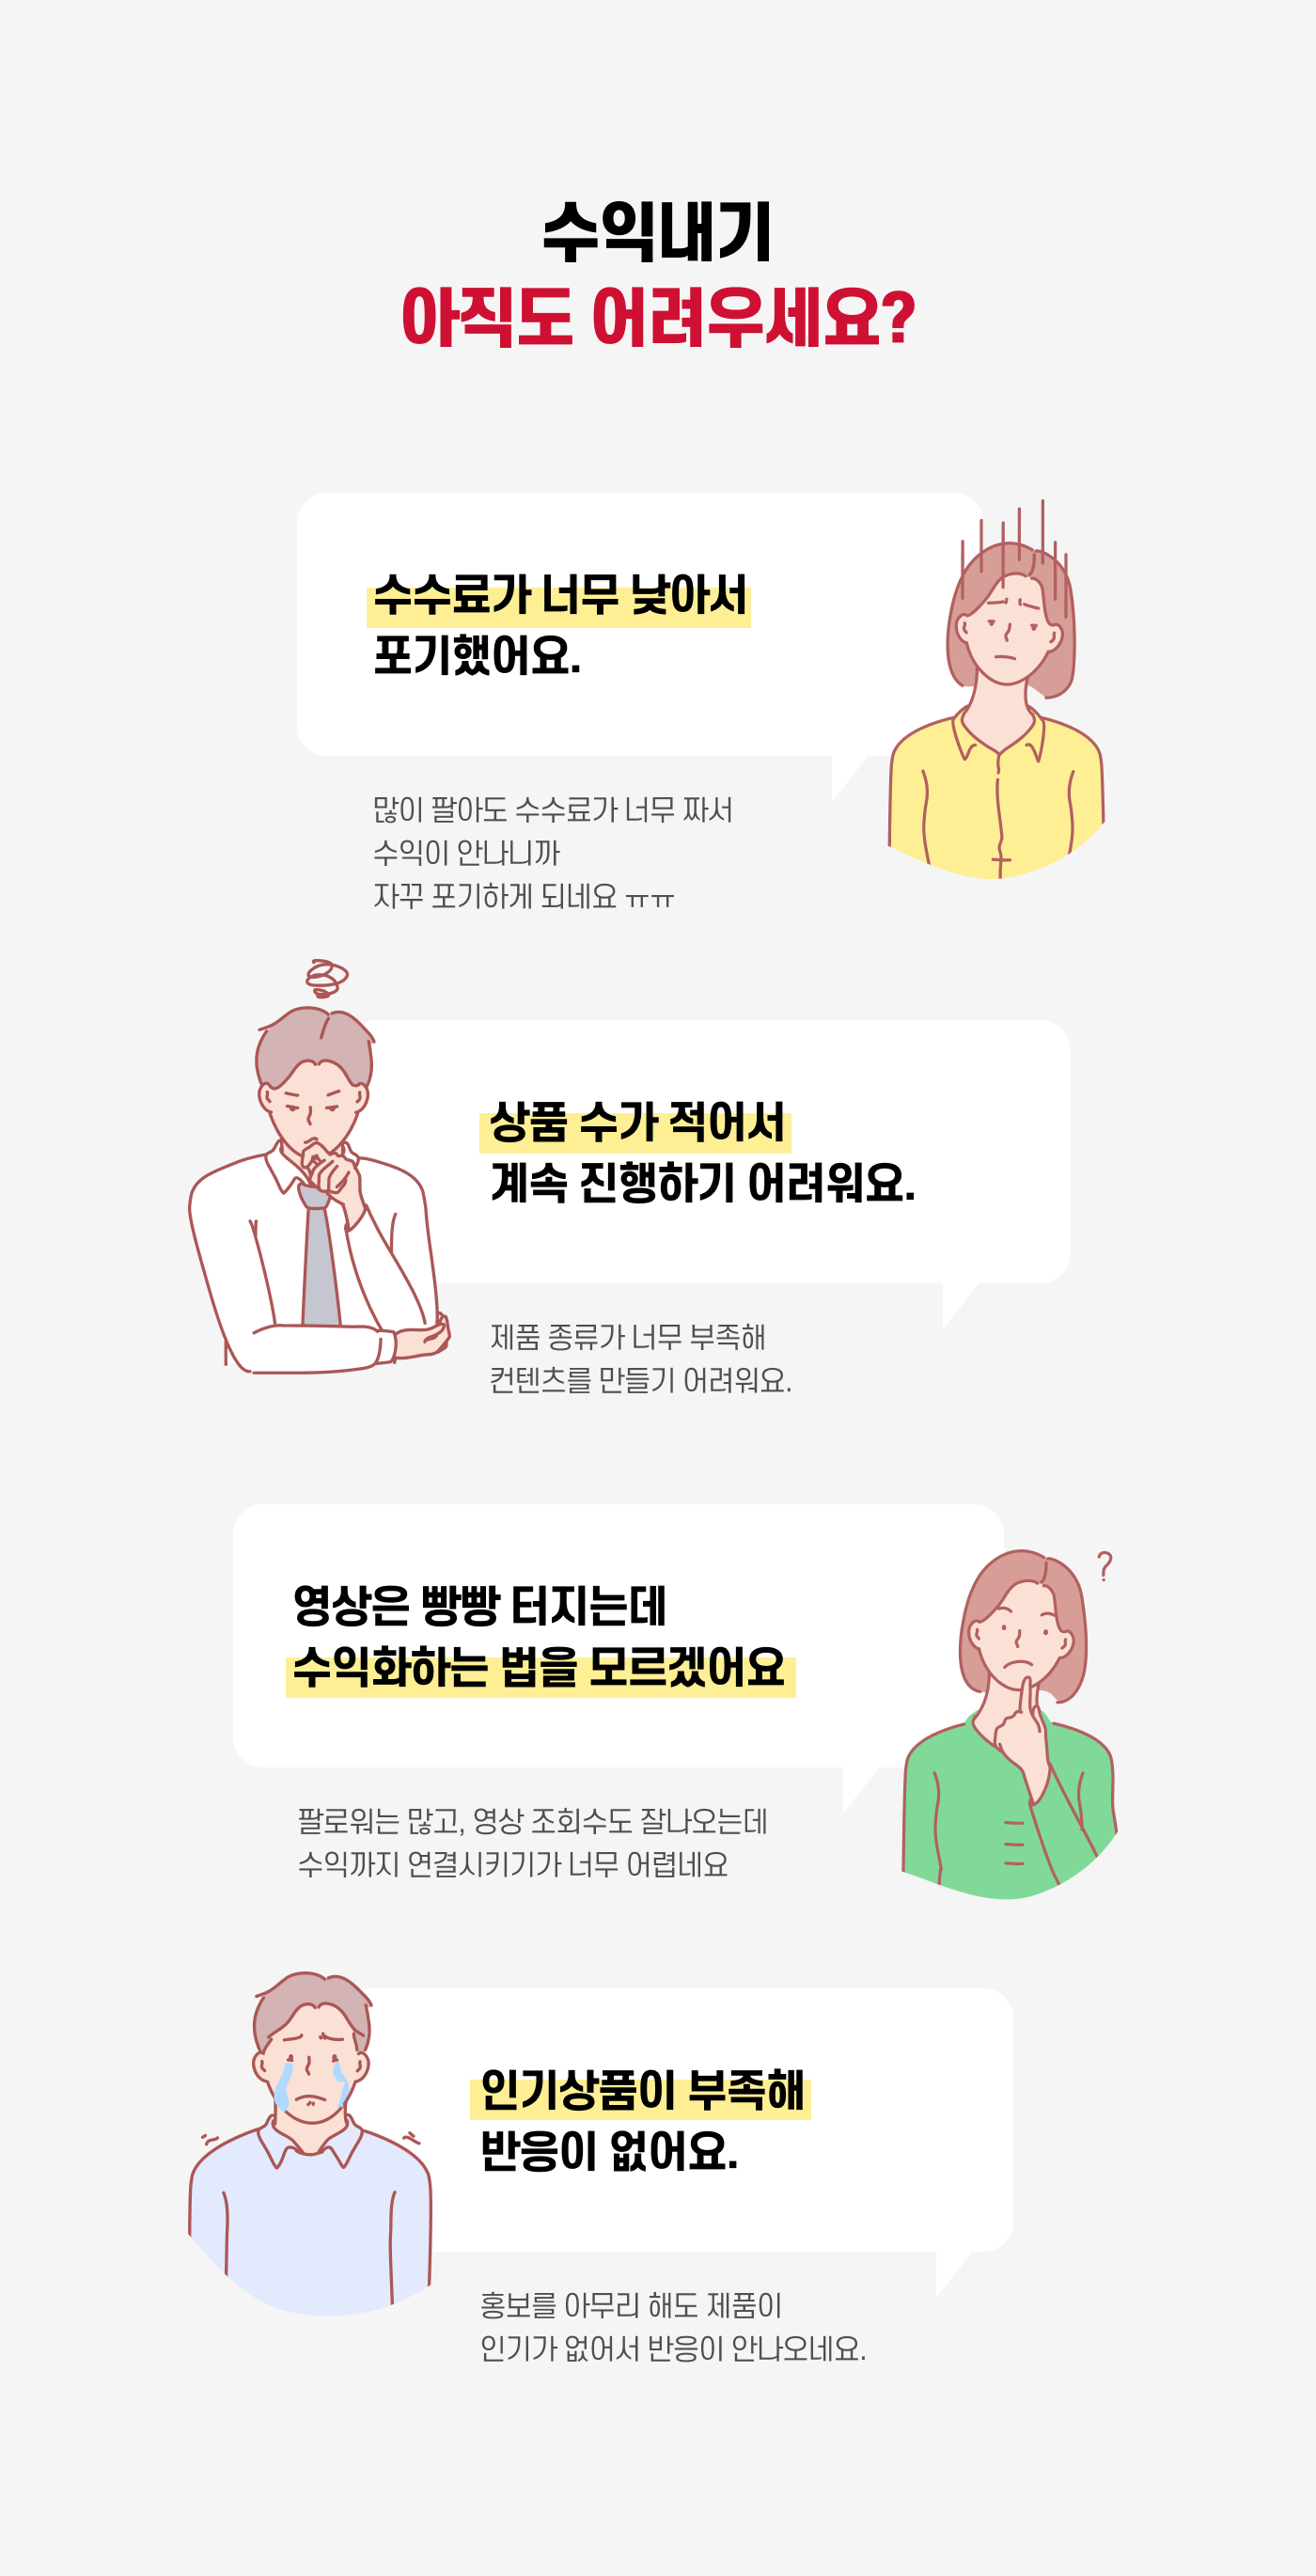 수익내기
아직도 어려우세요?
수수료가 너무 낮아서
포기했어요.
많이 팔아도 수수료가 너무 짜서
수익이 안나니까
자꾸 포기하게 되네요 ㅠㅠ
상품 수가 적어서
계속 진행하기 어려워요.
제품 종류가 너무 부족해
컨텐츠를 만들기 어려워요.
?
영상은 빵빵 터지는데
수익화하는 법을 모르겠어요
팔로워는 많고, 영상 조회수도 잘나오는데
수익까지 연결시키기가 너무 어렵네요
인기상품이 부족해
반응이 없어요.
홍보를 아무리 해도 제품이
인기가 없어서 반응이 안나오네요.